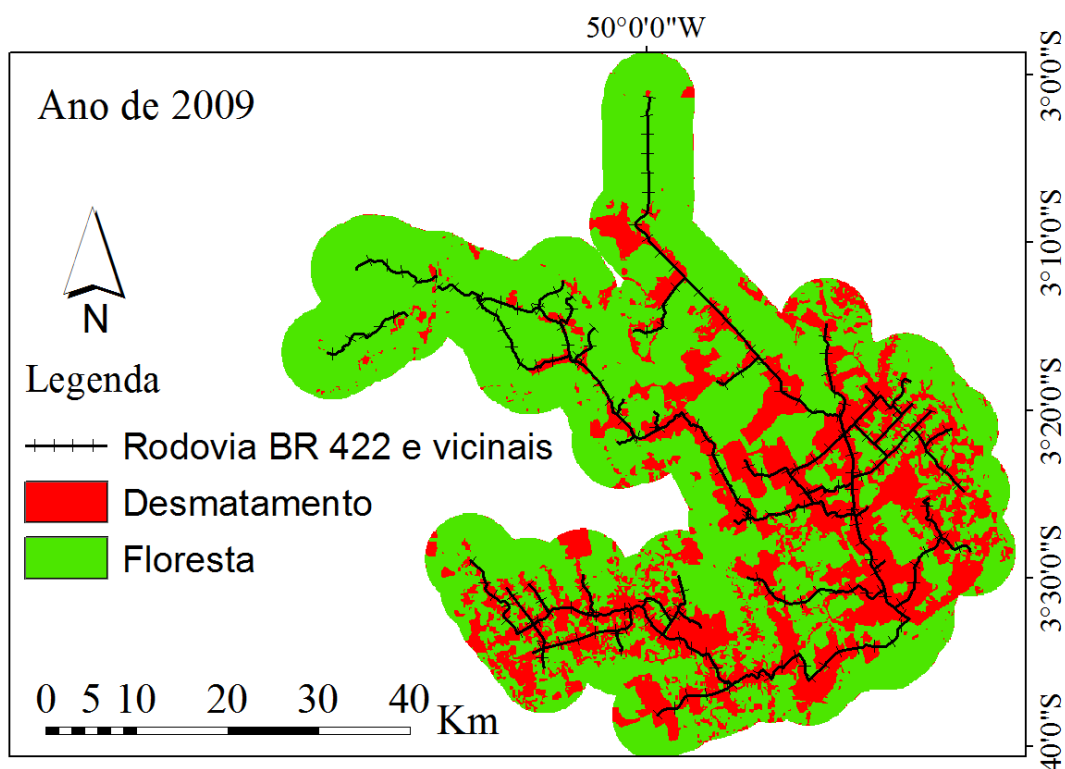 50°0'0"W
Ano de 2009
N
Legenda
Rodovia BR 422 e vicinais
Desmatamento
Floresta
0 5 10 20 30 40 Km
3°0'0"S
3°10'0"S
3°20'0"S
3°30'0"S
3°40'0"S